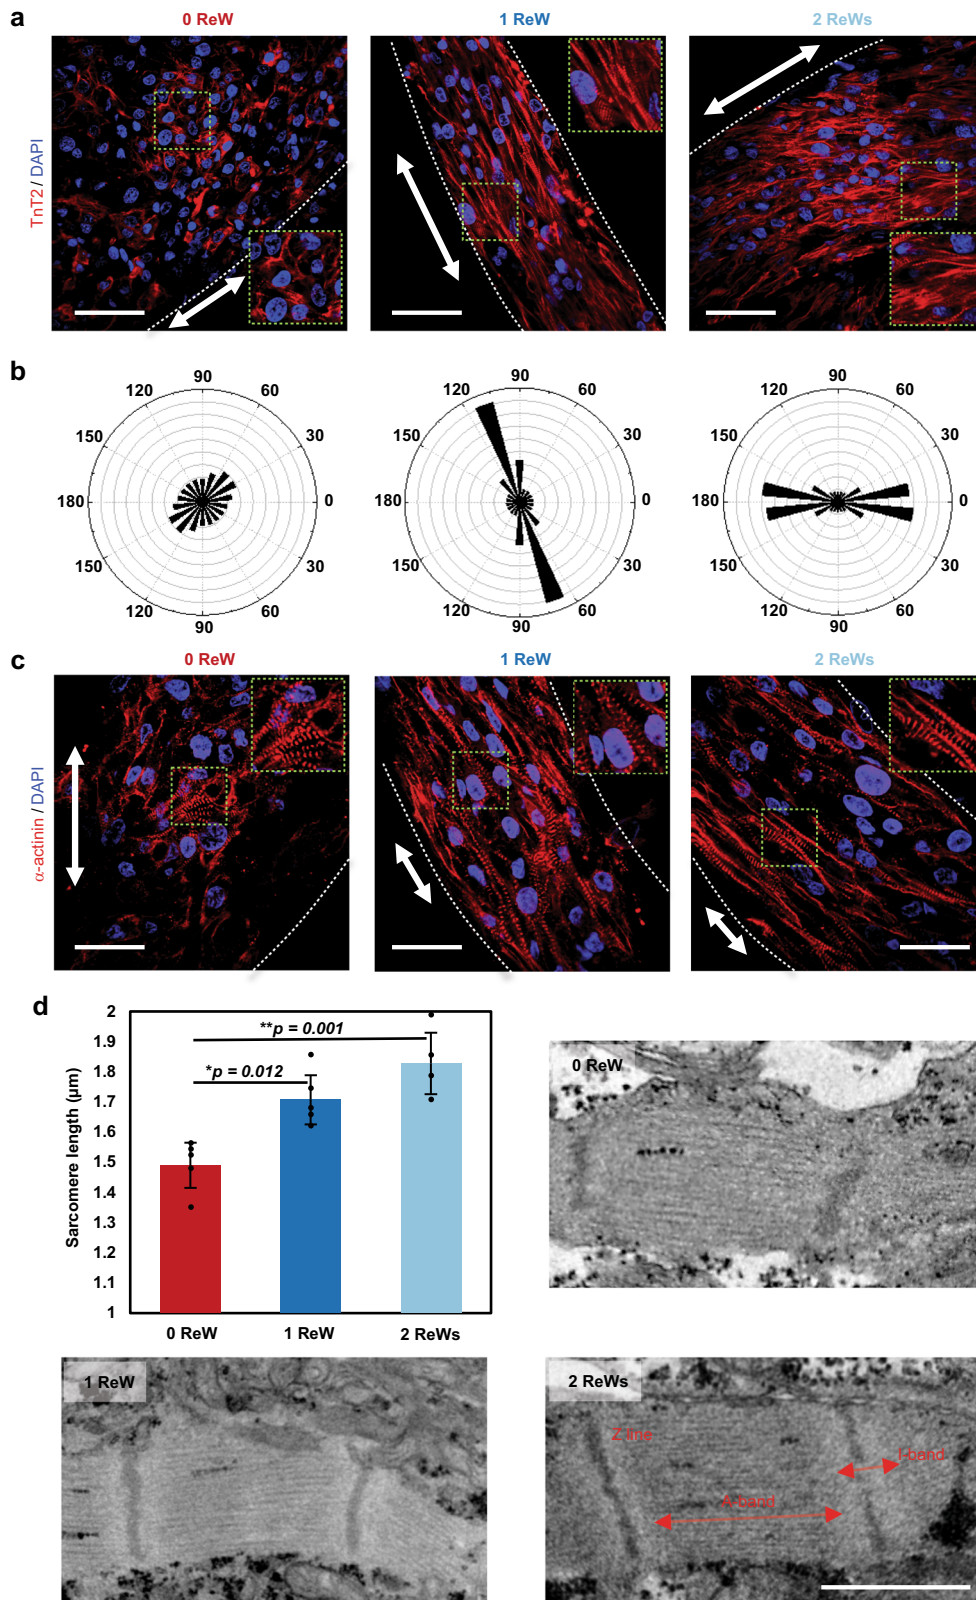 a
0 ReW
1 ReW
2 ReWs
TnT2 / DAPI
b
90
120
60
150
30
180
0
150
30
120
60
90
90
120
60
150
30
180
0
150
30
120
60
90
90
120
60
150
30
180
0
150
30
120
60
90
c
0 ReW
1 ReW
2 ReWs
α-actinin / DAPI
d
Sarcomere length (µm)
2
1.9
1.8
1.7
1.6
1.5
1.4
1.3
1.2
1.1
1
**p = 0.001
*p = 0.012
0 ReW
1 ReW
2 ReWs
0 ReW
1 ReW
2 ReWs
Z line
I-band
A-band